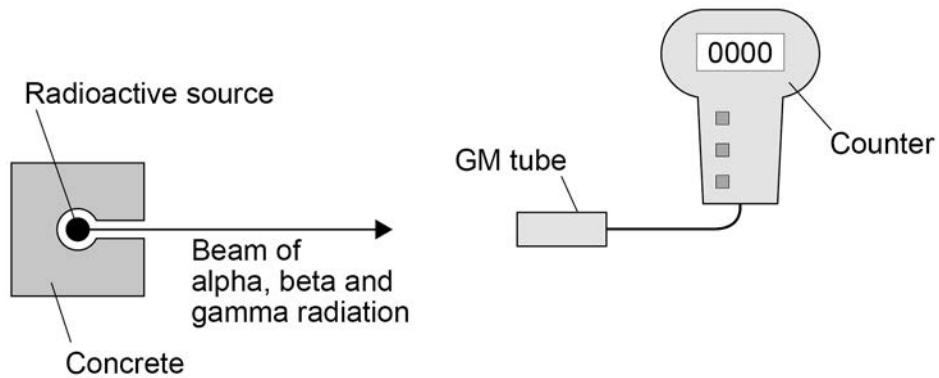 Radioactive source
0000
GM tube
Counter
Beam of
alpha, beta and
gamma radiation
Concrete